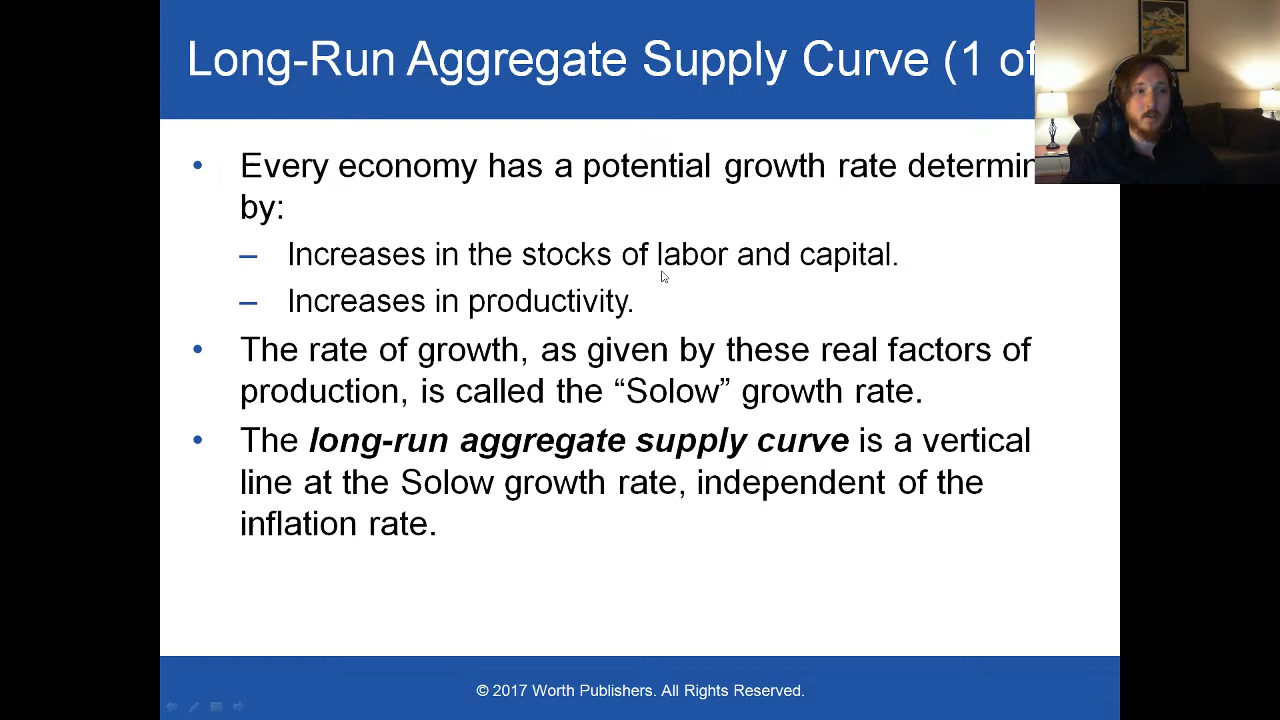 Long-Run Aggregate Supply Curve (1 of
Every economy has a potential growth rate determin
by:
– Increases in the stocks of labor and capital.
– Increases in productivity.
The rate of growth, as given by these real factors of
production, is called the “Solow” growth rate.
The long-run aggregate supply curve is a vertical
line at the Solow growth rate, independent of the
inflation rate.
© 2017 Worth Publishers. All Rights Reserved.